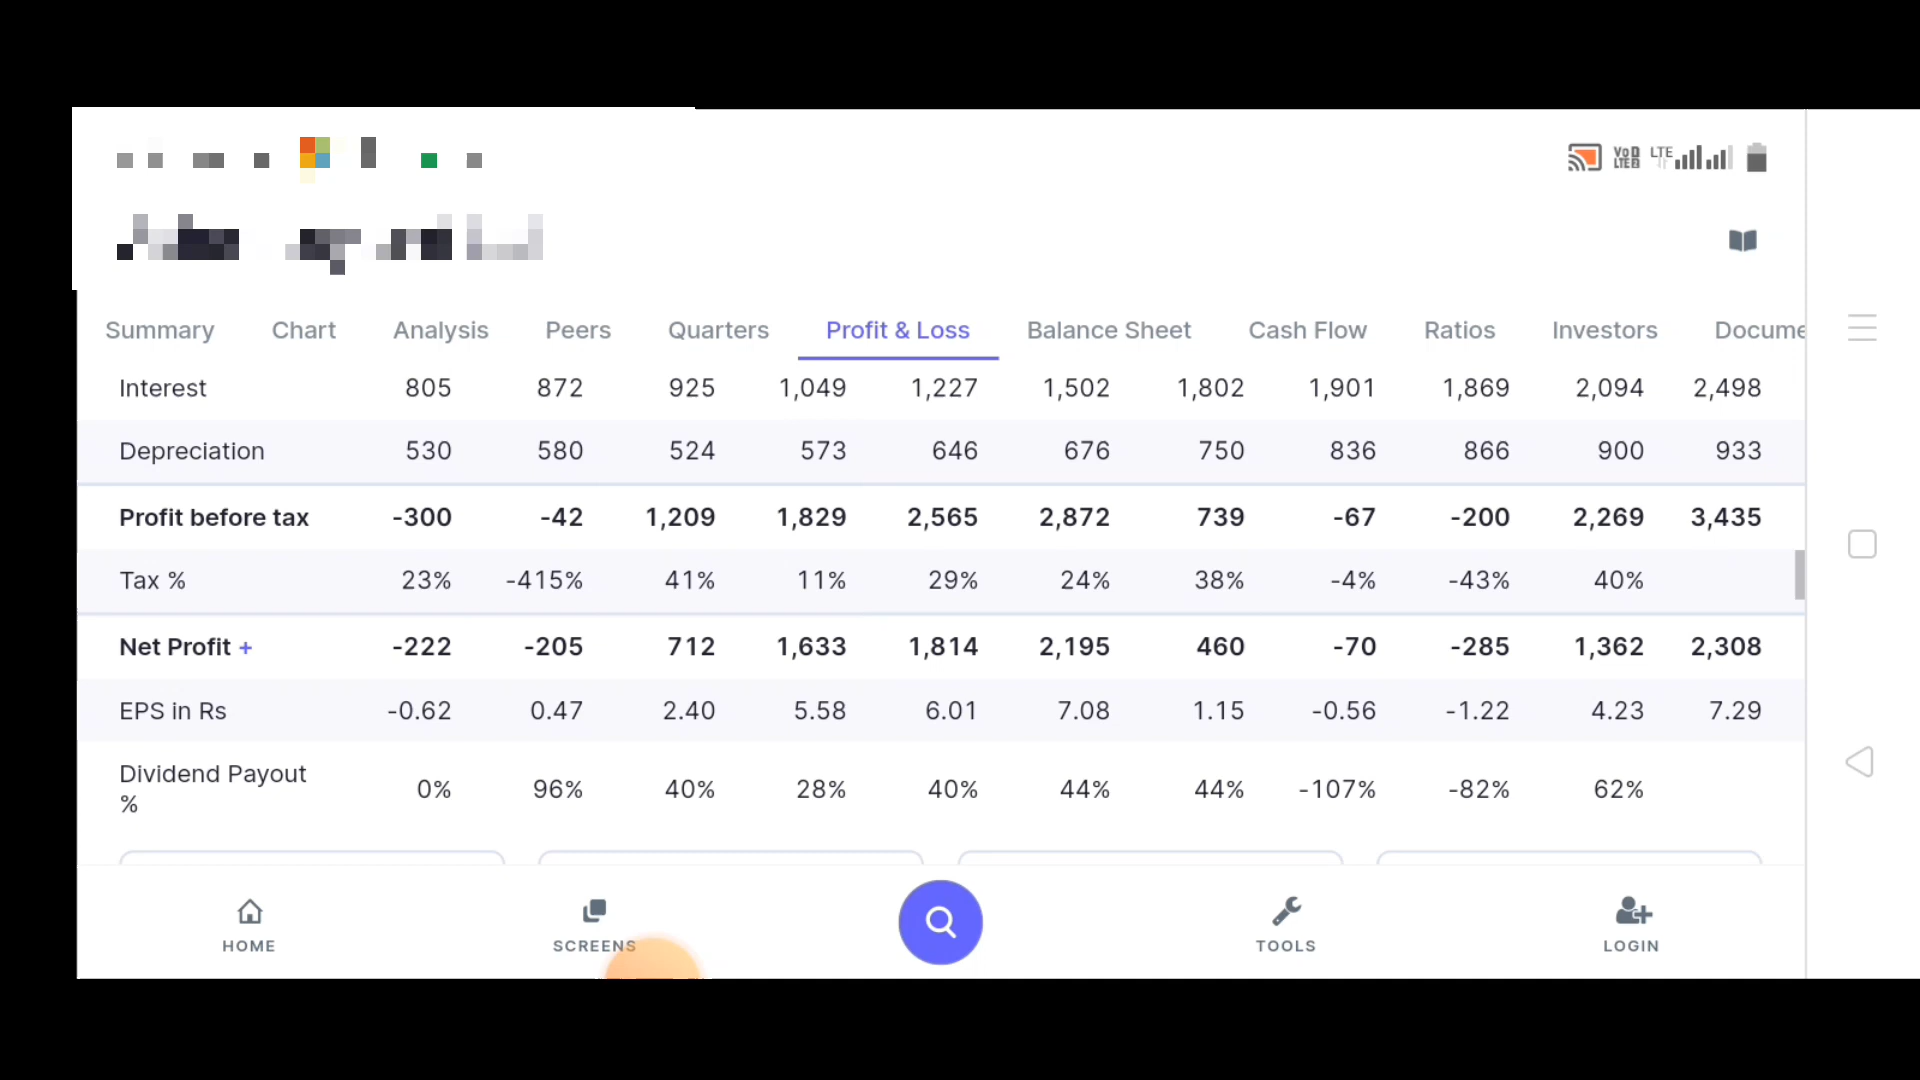 VoD LTE2 LTE
Summary Chart Analysis Peers Quarters Profit & Loss Balance Sheet Cash Flow Ratios Investors Docume
Interest 805 872 925 1,049 1,227 1,502 1,802 1,901 1,869 2,094 2,498
Depreciation 530 580 524 573 646 676 750 836 866 900 933
Profit before tax -300 -42 1,209 1,829 2,565 2,872 739 -67 -200 2,269 3,435
Tax % 23% -415% 41% 11% 29% 24% 38% -4% -43% 40%
Net Profit + -222 -205 712 1,633 1,814 2,195 460 -70 -285 1,362 2,308
EPS in Rs -0.62 0.47 2.40 5.58 6.01 7.08 1.15 -0.56 -1.22 4.23 7.29
Dividend Payout
% 0% 96% 40% 28% 40% 44% 44% -107% -82% 62%
HOME SCREENS TOOLS LOGIN